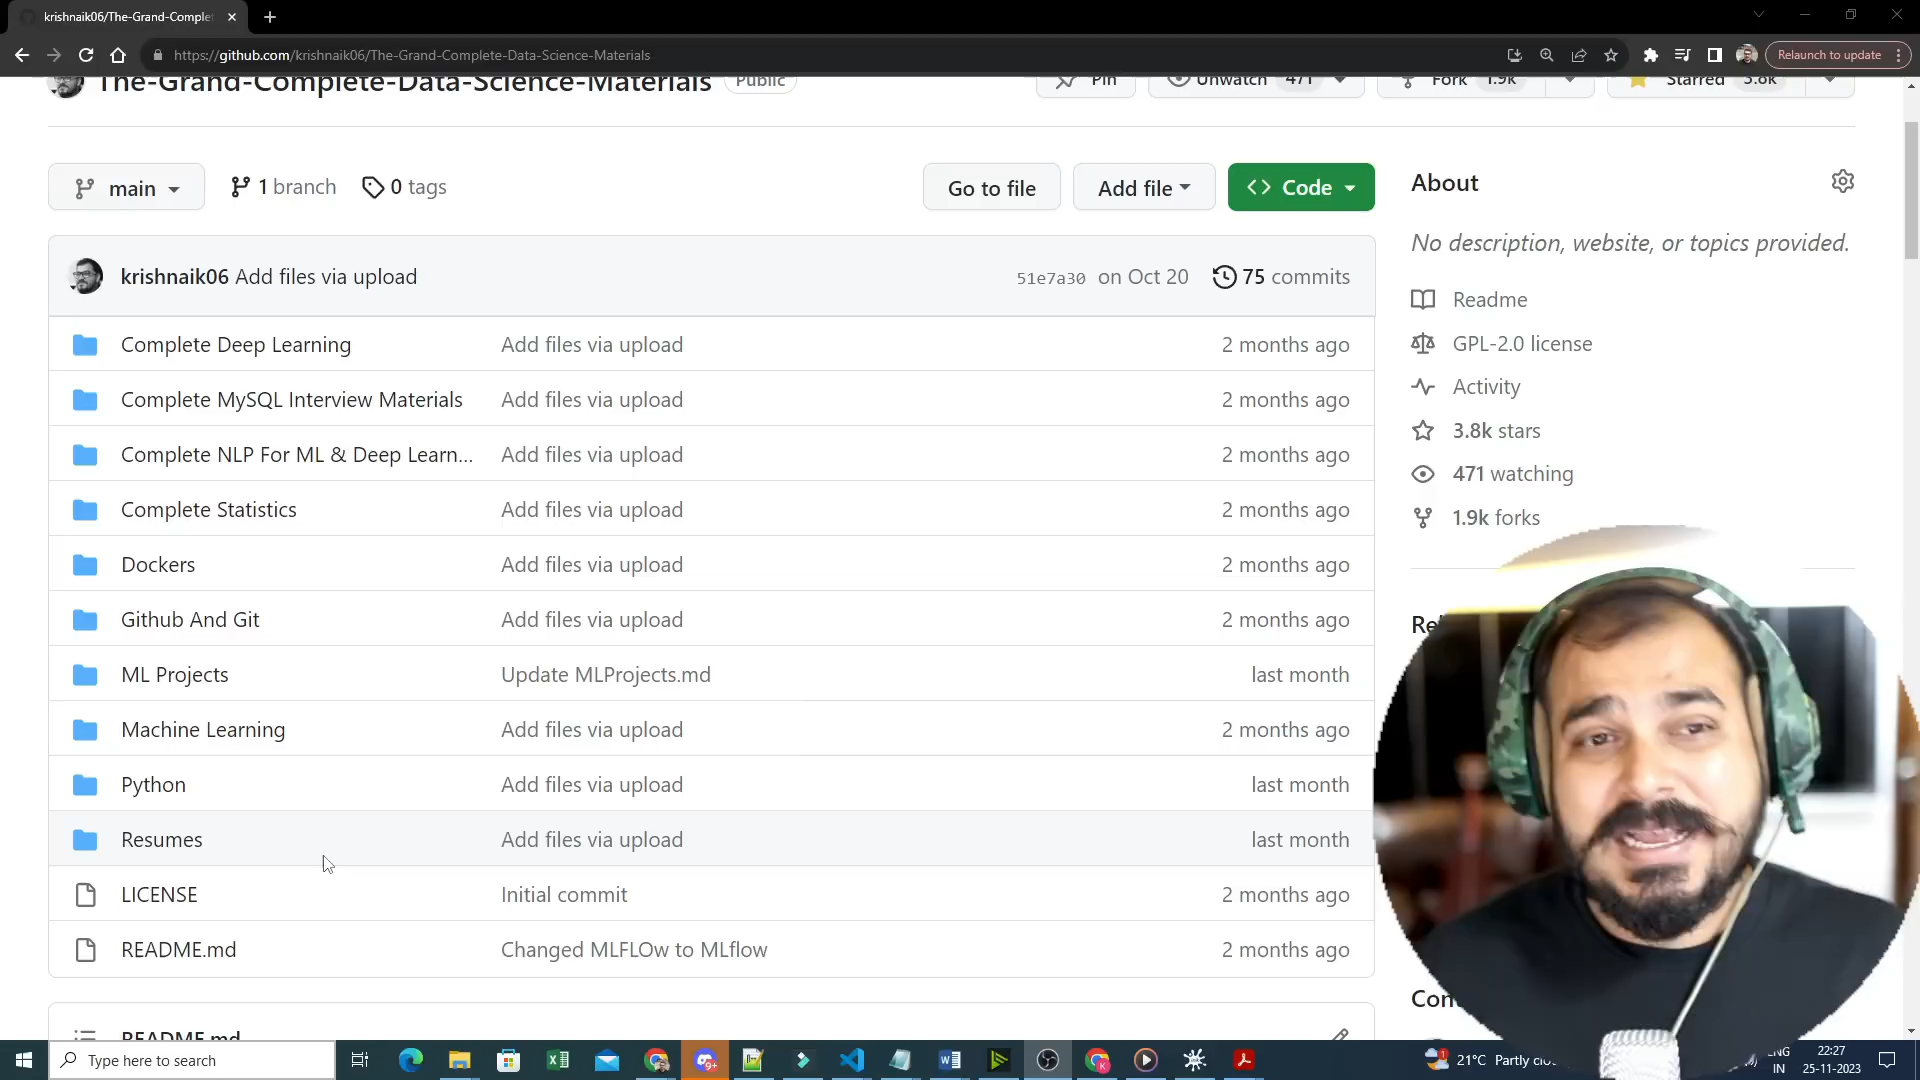 krishnaik06/The-Grand-Comple
https://github.com/krishnaik06/The-Grand-Complete-Data-Science-Materials
Relaunch to update
The-Grand-Complete-Data-Science-Materials Public
Pin
Unwatch 471
Fork 1.9k
Starred 3.8k
main
1 branch
0 tags
Go to file
Add file
Code
krishnaik06 Add files via upload
51e7a30 on Oct 20
75 commits
Complete Deep Learning Add files via upload 2 months ago
Complete MySQL Interview Materials Add files via upload 2 months ago
Complete NLP For ML & Deep Learn... Add files via upload 2 months ago
Complete Statistics Add files via upload 2 months ago
Dockers Add files via upload 2 months ago
Github And Git Add files via upload 2 months ago
ML Projects Update MLProjects.md last month
Machine Learning Add files via upload 2 months ago
Python Add files via upload last month
Resumes Add files via upload last month
LICENSE Initial commit 2 months ago
README.md Changed MLFLOw to MLflow 2 months ago
README.md
About
No description, website, or topics provided.
Readme
GPL-2.0 license
Activity
3.8k stars
471 watching
1.9k forks
Type here to search
9+
21°C Partly
ENG
IN
22:27
25-11-2023